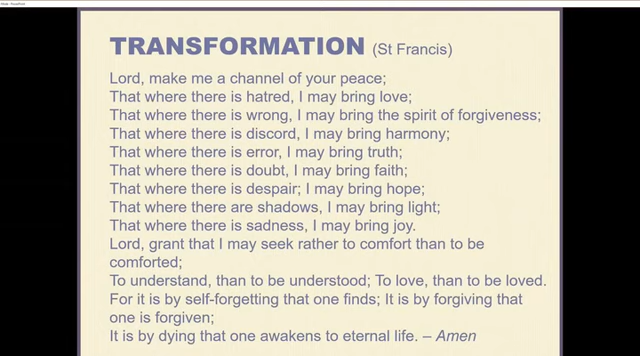 TRANSFORMATION (St Francis)
Lord, make me a channel of your peace;
That where there is hatred, I may bring love;
That where there is wrong, I may bring the spirit of forgiveness;
That where there is discord, I may bring harmony;
That where there is error, I may bring truth;
That where there is doubt, I may bring faith;
That where there is despair; I may bring hope;
That where there are shadows, I may bring light;
That where there is sadness, I may bring joy.
Lord, grant that I may seek rather to comfort than to be
comforted;
To understand, than to be understood; To love, than to be loved.
For it is by self-forgetting that one finds; It is by forgiving that
one is forgiven;
It is by dying that one awakens to eternal life. – Amen